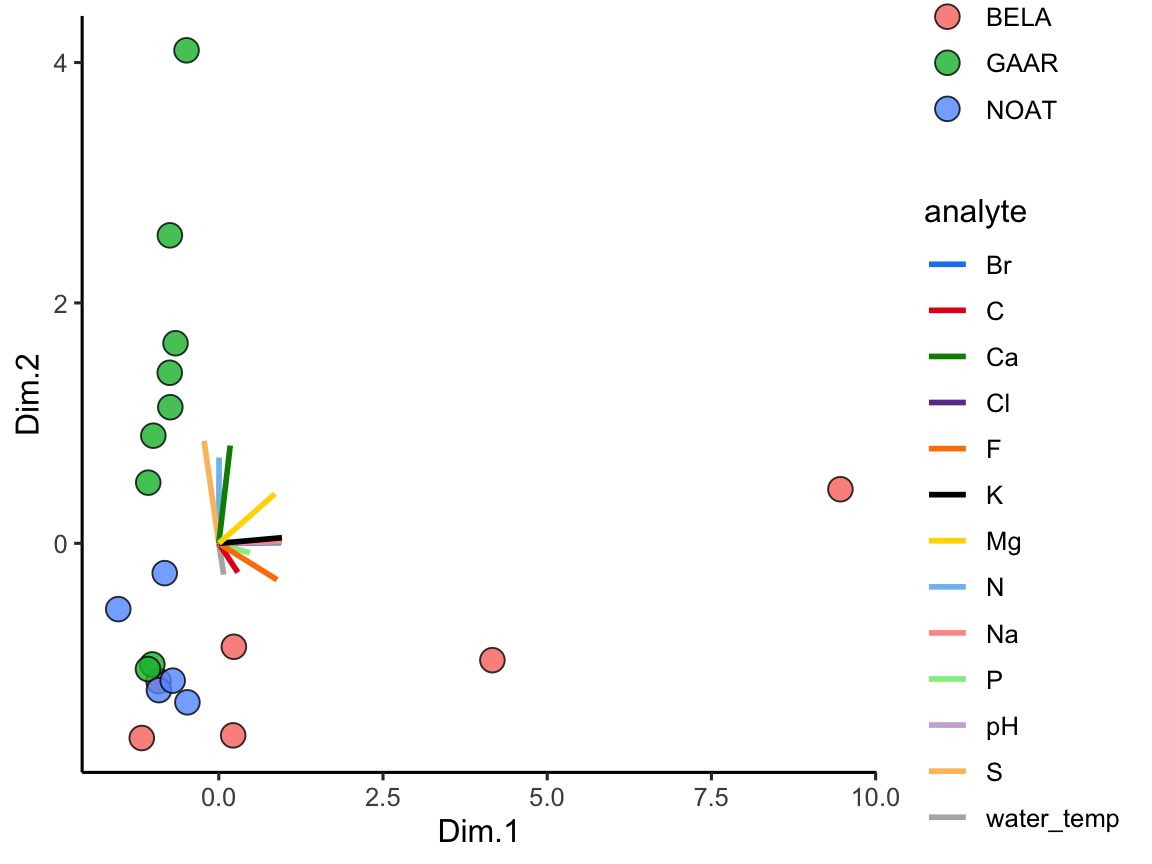 BELA
GAAR
NOAT
analyte
Br
C
Ca
Cl
F
K
Mg
N
Na
P
pH
S
water_temp
4
2
0
Dim.2
0.0 2.5 5.0 7.5 10.0
Dim.1